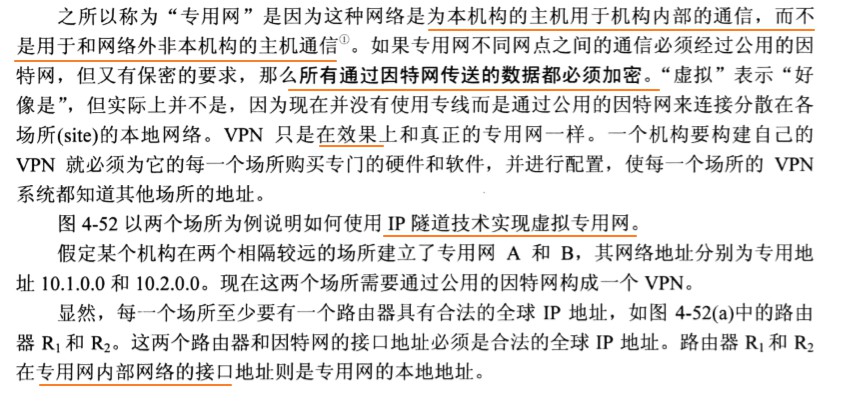 之所以称为“专用网”是因为这种网络是为本机构的主机用于机构内部的通信，而不
是用于和网络外非本机构的主机通信①。如果专用网不同网点之间的通信必须经过公用的因
特网，但又有保密的要求，那么所有通过因特网传送的数据都必须加密。“虚拟”表示“好
像是”，但实际上并不是，因为现在并没有使用专线而是通过公用的因特网来连接分散在各
场所(site)的本地网络。VPN 只是在效果上和真正的专用网一样。一个机构要构建自己的
VPN 就必须为它的每一个场所购买专门的硬件和软件，并进行配置，使每一个场所的 VPN
系统都知道其他场所的地址。
图 4-52 以两个场所为例说明如何使用 IP 隧道技术实现虚拟专用网。
假定某个机构在两个相隔较远的场所建立了专用网 A 和 B，其网络地址分别为专用地
址 10.1.0.0 和 10.2.0.0。现在这两个场所需要通过公用的因特网构成一个 VPN。
显然，每一个场所至少要有一个路由器具有合法的全球 IP 地址，如图 4-52(a)中的路由
器 R₁ 和 R₂。这两个路由器和因特网的接口地址必须是合法的全球 IP 地址。路由器 R₁ 和 R₂
在专用网内部网络的接口地址则是专用网的本地地址。